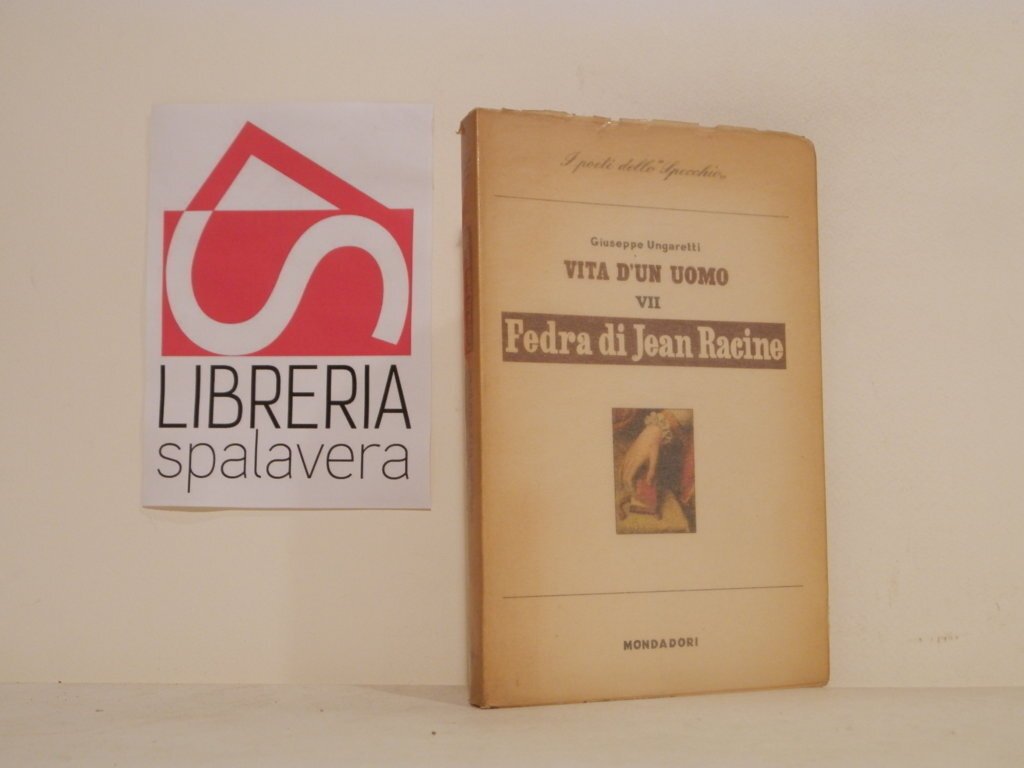 LIBRERIA
spalavera
I poeti dello "Specchio"
Giuseppe Ungaretti
VITA D'UN UOMO
VII
Fedra di Jean Racine
MONDADORI